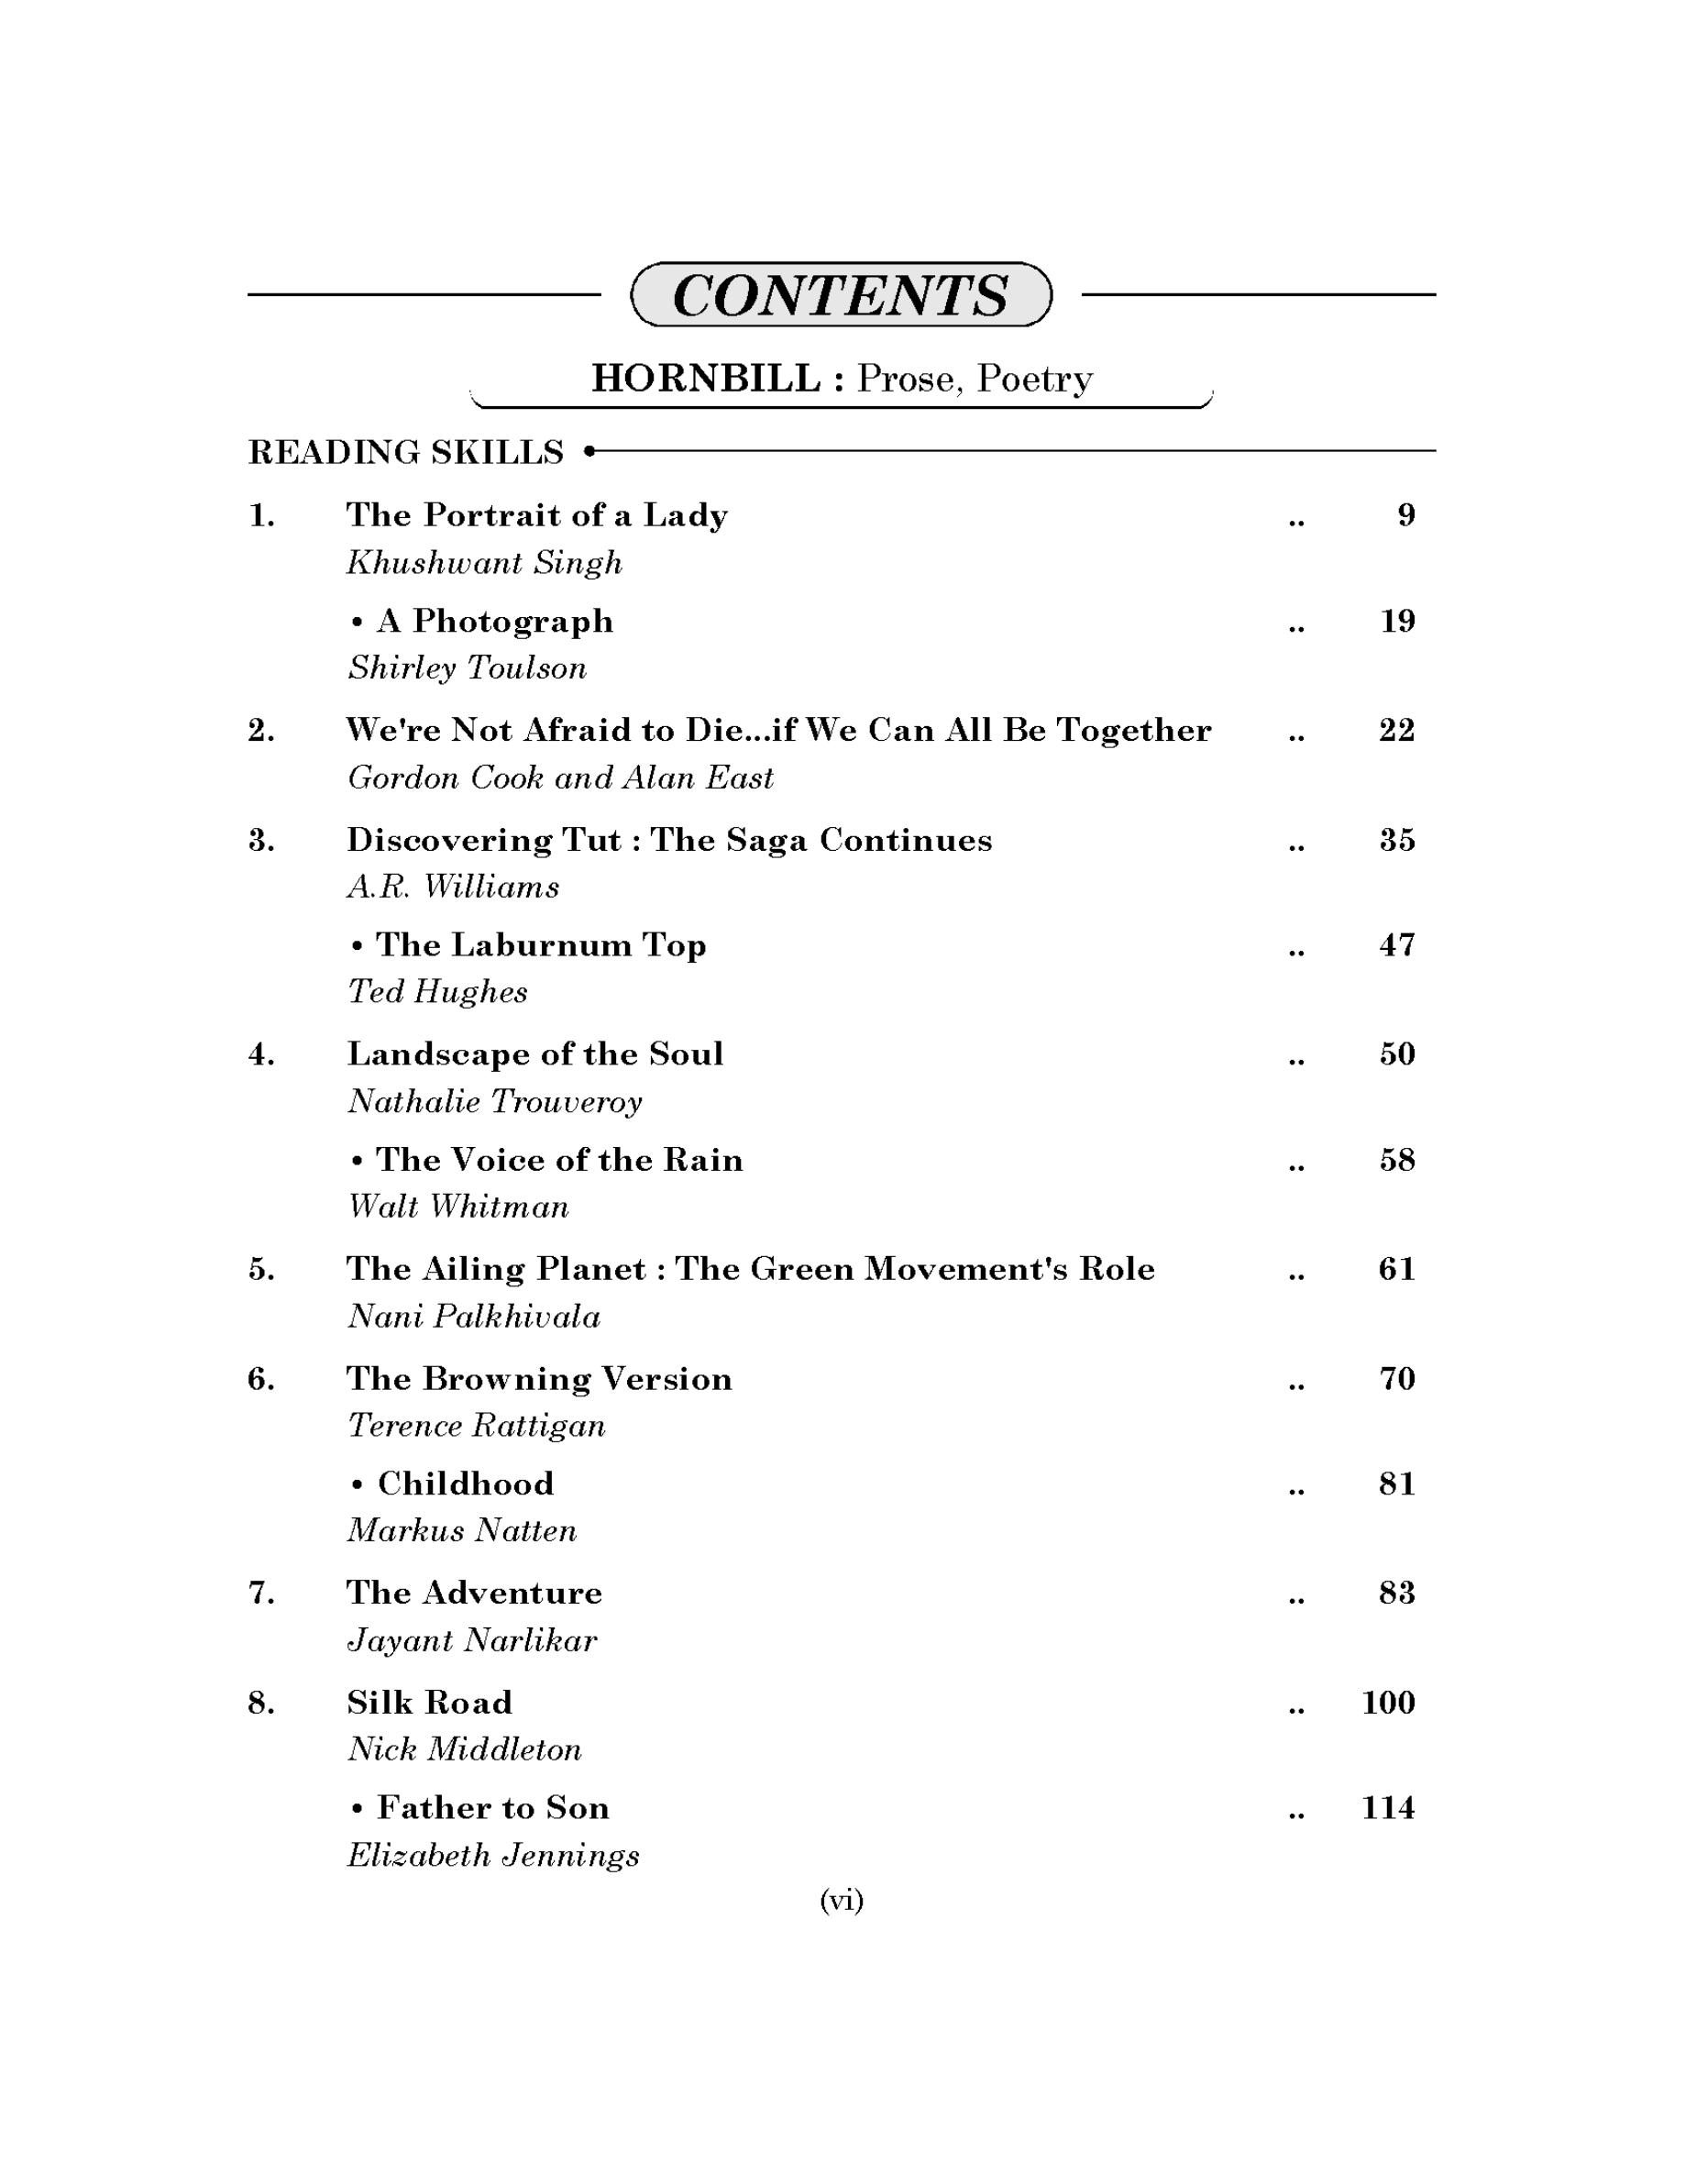 CONTENTS
HORNBILL : Prose, Poetry
READING SKILLS •
1. The Portrait of a Lady .. 9
Khushwant Singh
• A Photograph .. 19
Shirley Toulson
2. We're Not Afraid to Die...if We Can All Be Together .. 22
Gordon Cook and Alan East
3. Discovering Tut : The Saga Continues .. 35
A.R. Williams
• The Laburnum Top .. 47
Ted Hughes
4. Landscape of the Soul .. 50
Nathalie Trouveroy
• The Voice of the Rain .. 58
Walt Whitman
5. The Ailing Planet : The Green Movement's Role .. 61
Nani Palkhivala
6. The Browning Version .. 70
Terence Rattigan
• Childhood .. 81
Markus Natten
7. The Adventure .. 83
Jayant Narlikar
8. Silk Road .. 100
Nick Middleton
• Father to Son .. 114
Elizabeth Jennings
(vi)